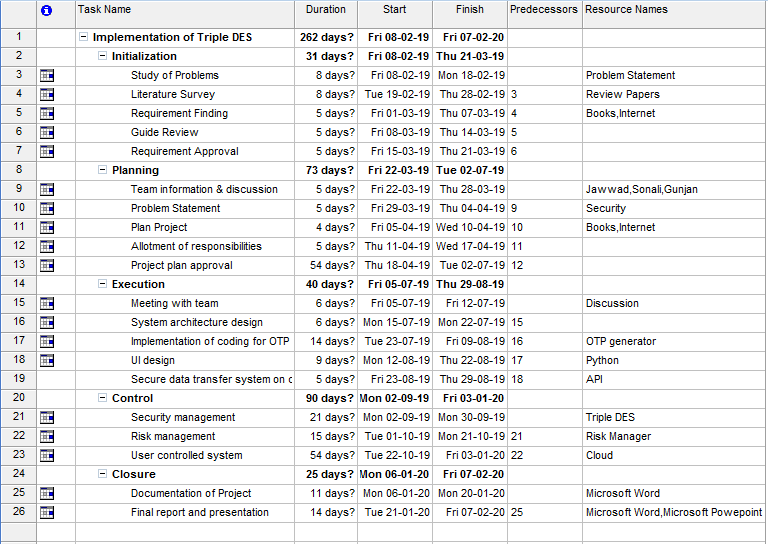 Task Name Duration Start Finish Predecessors Resource Names
1 Implementation of Triple DES 262 days? Fri 08-02-19 Fri 07-02-20
2 Initialization 31 days? Fri 08-02-19 Thu 21-03-19
3 Study of Problems 8 days? Fri 08-02-19 Mon 18-02-19 Problem Statement
4 Literature Survey 8 days? Tue 19-02-19 Thu 28-02-19 3 Review Papers
5 Requirement Finding 5 days? Fri 01-03-19 Thu 07-03-19 4 Books,Internet
6 Guide Review 5 days? Fri 08-03-19 Thu 14-03-19 5
7 Requirement Approval 5 days? Fri 15-03-19 Thu 21-03-19 6
8 Planning 73 days? Fri 22-03-19 Tue 02-07-19
9 Team information & discussion 5 days? Fri 22-03-19 Thu 28-03-19 Jawwad,Sonali,Gunjan
10 Problem Statement 5 days? Fri 29-03-19 Thu 04-04-19 9 Security
11 Plan Project 4 days? Fri 05-04-19 Wed 10-04-19 10 Books,Internet
12 Allotment of responsibilities 5 days? Thu 11-04-19 Wed 17-04-19 11
13 Project plan approval 54 days? Thu 18-04-19 Tue 02-07-19 12
14 Execution 40 days? Fri 05-07-19 Thu 29-08-19
15 Meeting with team 6 days? Fri 05-07-19 Fri 12-07-19 Discussion
16 System architecture design 6 days? Mon 15-07-19 Mon 22-07-19 15
17 Implementation of coding for OTP 14 days? Tue 23-07-19 Fri 09-08-19 16 OTP generator
18 UI design 9 days? Mon 12-08-19 Thu 22-08-19 17 Python
19 Secure data transfer system on c 5 days? Fri 23-08-19 Thu 29-08-19 18 API
20 Control 90 days? Mon 02-09-19 Fri 03-01-20
21 Security management 21 days? Mon 02-09-19 Mon 30-09-19 Triple DES
22 Risk management 15 days? Tue 01-10-19 Mon 21-10-19 21 Risk Manager
23 User controlled system 54 days? Tue 22-10-19 Fri 03-01-20 22 Cloud
24 Closure 25 days? Mon 06-01-20 Fri 07-02-20
25 Documentation of Project 11 days? Mon 06-01-20 Mon 20-01-20 Microsoft Word
26 Final report and presentation 14 days? Tue 21-01-20 Fri 07-02-20 25 Microsoft Word,Microsoft Powepoint